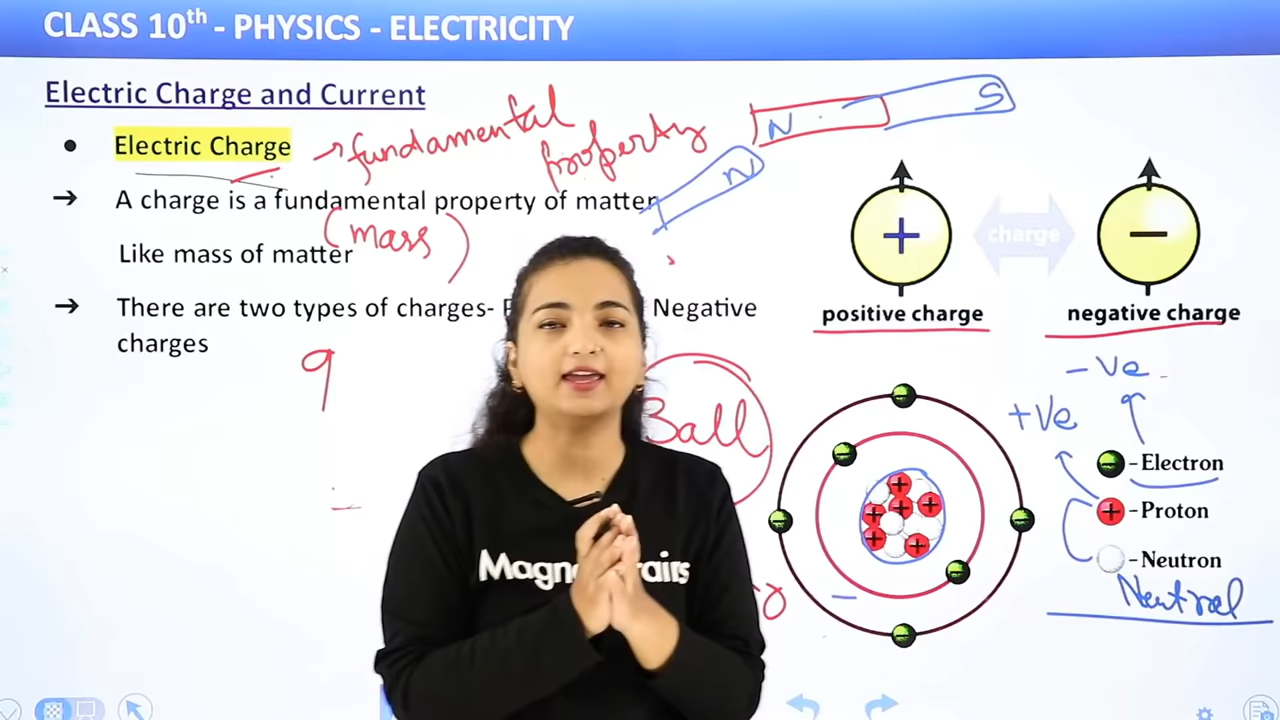 CLASS 10th - PHYSICS - ELECTRICITY
Electric Charge and Current
Electric Charge
fundamental property
A charge is a fundamental property of matter
(mass)
Like mass of matter
There are two types of charges- Negative
charges
q
N S
N
+
charge
−
positive charge
negative charge
-ve
+ve
Ball
- Electron
- Proton
- Neutron
Neutral